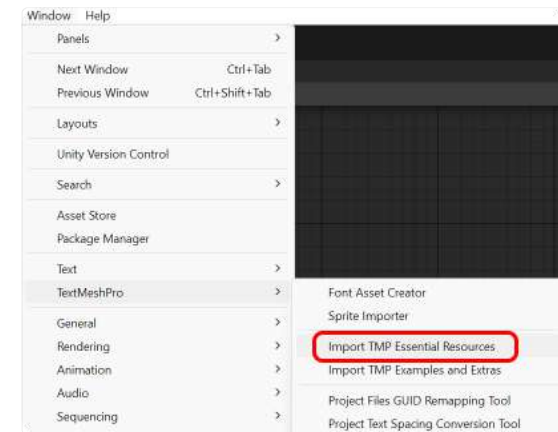 Window Help
Panels >
Next Window Ctrl+Tab
Previous Window Ctrl+Shift+Tab
Layouts >
Unity Version Control
Search >
Asset Store
Package Manager
Text >
TextMeshPro >
General >
Rendering >
Animation >
Audio >
Sequencing >
Font Asset Creator
Sprite Importer
Import TMP Essential Resources
Import TMP Examples and Extras
Project Files GUID Remapping Tool
Project Text Spacing Conversion Tool